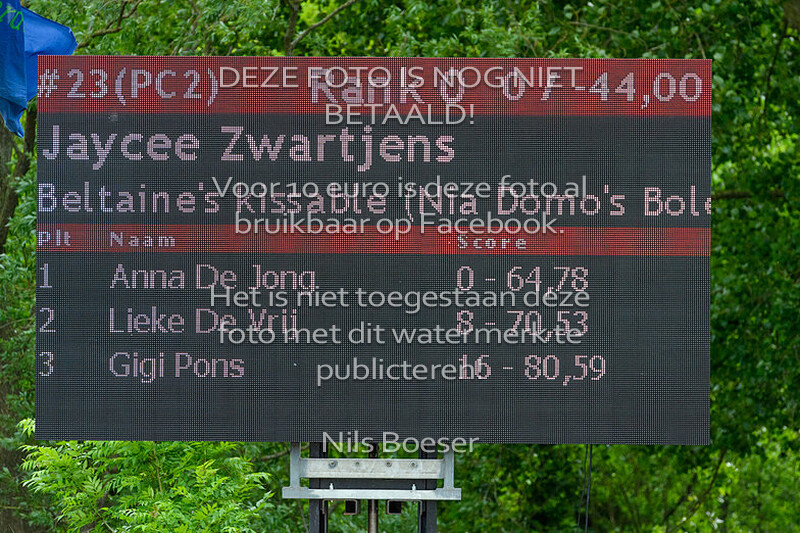 #23(PC2) Rank 0 0 / -44,00
DEZE FOTO IS NOG NIET
BETAALD!
Jaycee Zwartjens
Voor 10 euro is deze foto al
Beltaine's kissable (Nia Domo's Bole
bruikbaar op Facebook.
Plt Naam Score
1 Anna De Jong 0 - 64,78
Het is niet toegestaan deze
2 Lieke De Vrij 8 - 70,53
foto met dit watermerk te
3 Gigi Pons 16 - 80,59
publiceren
Nils Boeser